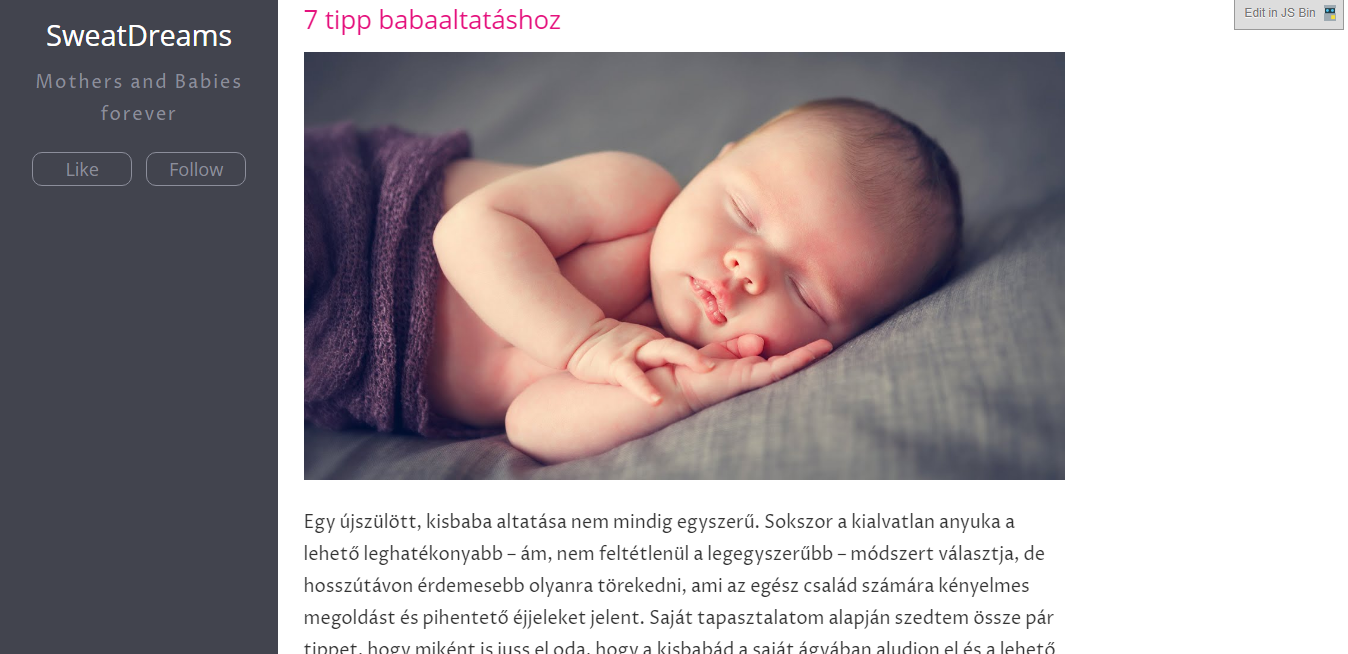 SweatDreams
Mothers and Babies
forever
Like
Follow
7 tipp babaaltatáshoz
Edit in JS Bin
Egy újszülött, kisbaba altatása nem mindig egyszerű. Sokszor a kialvatlan anyuka a
lehető leghatékonyabb – ám, nem feltétlenül a legegyszerűbb – módszert választja, de
hosszútávon érdemesebb olyanra törekedni, ami az egész család számára kényelmes
megoldást és pihentető éjjeleket jelent. Saját tapasztalatom alapján szedtem össze pár
tippet, hogy miként is juss el oda, hogy a kisbabád a saját ágyában aludjon el és a lehető